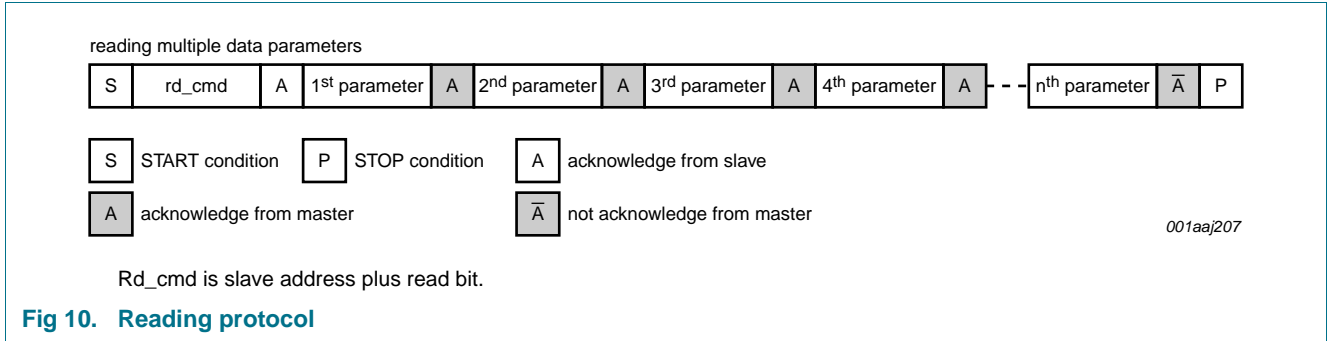 reading multiple data parameters
S rd_cmd A 1st parameter A 2nd parameter A 3rd parameter A 4th parameter A nth parameter A̅ P
S START condition P STOP condition A acknowledge from slave
A acknowledge from master A̅ not acknowledge from master
001aaj207
Rd_cmd is slave address plus read bit.
Fig 10. Reading protocol